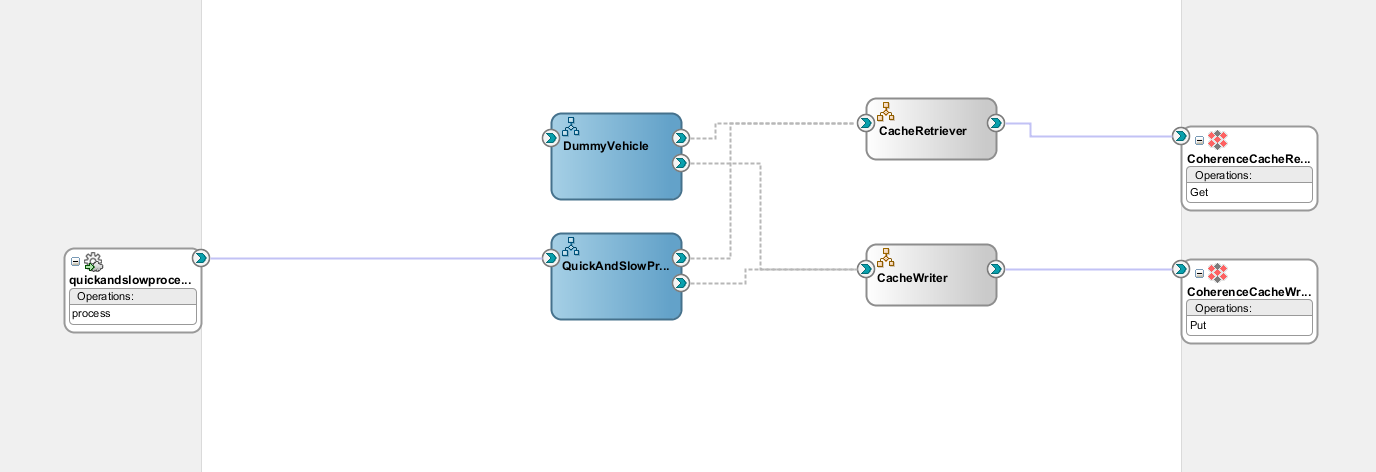 quickandslowproce...
Operations:
process
DummyVehicle
QuickAndSlowPr...
CacheRetriever
CacheWriter
CoherenceCacheRe...
Operations:
Get
CoherenceCacheWr...
Operations:
Put